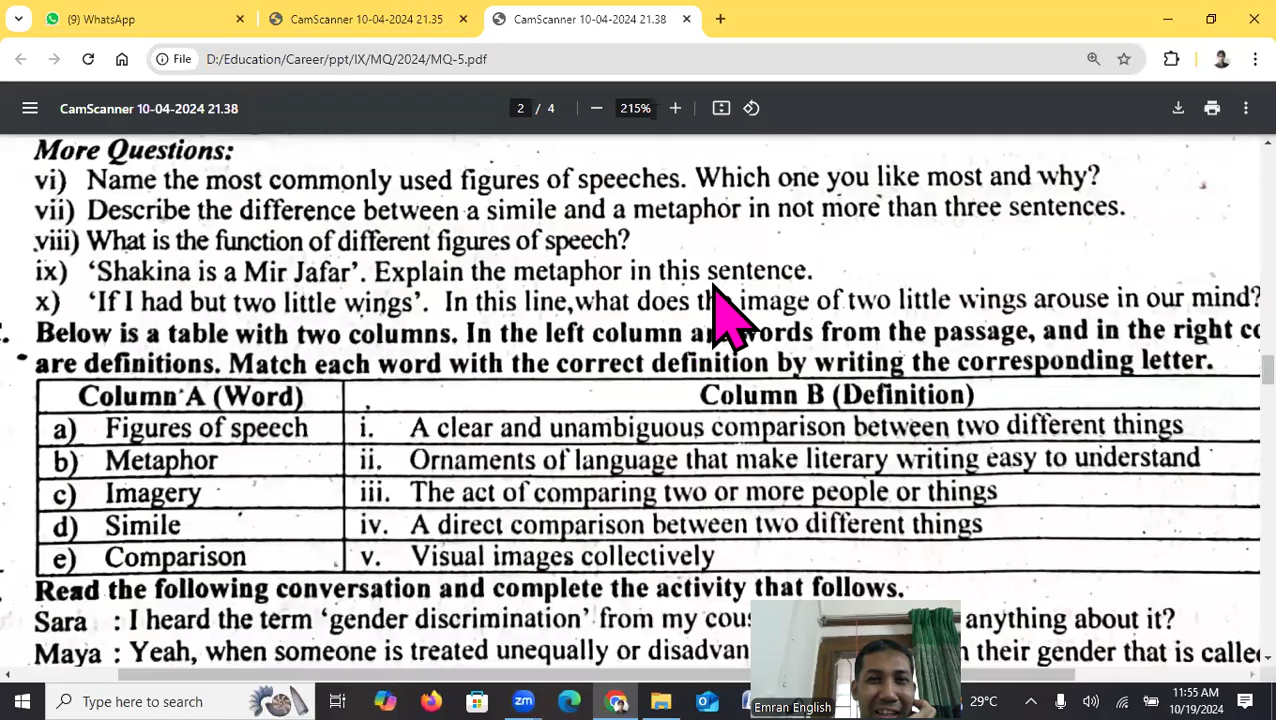 (9) WhatsApp
CamScanner 10-04-2024 21.35
CamScanner 10-04-2024 21.38
File
D:/Education/Career/ppt/IX/MQ/2024/MQ-5.pdf
CamScanner 10-04-2024 21.38
2 / 4
215%
More Questions:
vi) Name the most commonly used figures of speeches. Which one you like most and why?
vii) Describe the difference between a simile and a metaphor in not more than three sentences.
viii) What is the function of different figures of speech?
ix) ‘Shakina is a Mir Jafar’. Explain the metaphor in this sentence.
x) ‘If I had but two little wings’. In this line, what does image of two little wings arouse in our mind?
Below is a table with two columns. In the left column words from the passage, and in the right
are definitions. Match each word with the correct definition by writing the corresponding letter.
Column A (Word) Column B (Definition)
a) Figures of speech i. A clear and unambiguous comparison between two different things
b) Metaphor ii. Ornaments of language that make literary writing easy to understand
c) Imagery iii. The act of comparing two or more people or things
d) Simile iv. A direct comparison between two different things
e) Comparison v. Visual images collectively
Read the following conversation and complete the activity that follows.
Sara : I heard the term ‘gender discrimination’ from my anything about it?
Maya : Yeah, when someone is treated unequally or their gender that is
Emran English
Type here to search
zm
29°C
11:55 AM
10/19/2024